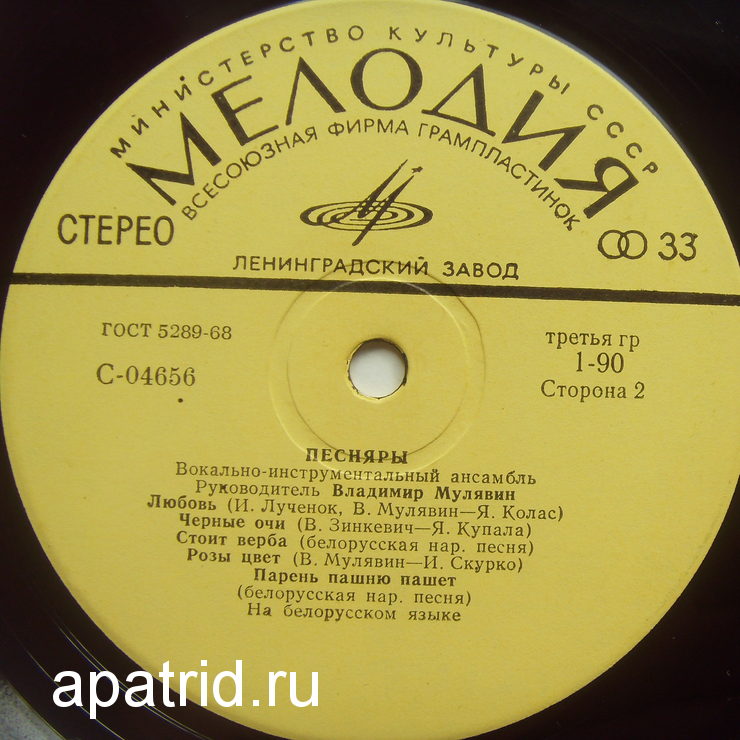 МИНИСТЕРСТВО КУЛЬТУРЫ СССР
МЕЛОДИЯ
ВСЕСОЮЗНАЯ ФИРМА ГРАМПЛАСТИНОК
СТЕРЕО
33
ЛЕНИНГРАДСКИЙ ЗАВОД
ГОСТ 5289-68
третья гр
С-04656
1-90
Сторона 2
ПЕСНЯРЫ
Вокально-инструментальный ансамбль
Руководитель Владимир Мулявин
Любовь (И. Лученок, В. Мулявин—Я. Колас)
Черные очи (В. Зинкевич—Я. Купала)
Стоит верба (белорусская нар. песня)
Розы цвет (В. Мулявин—И. Скурко)
Парень пашню пашет
(белорусская нар. песня)
На белорусском языке
apatrid.ru